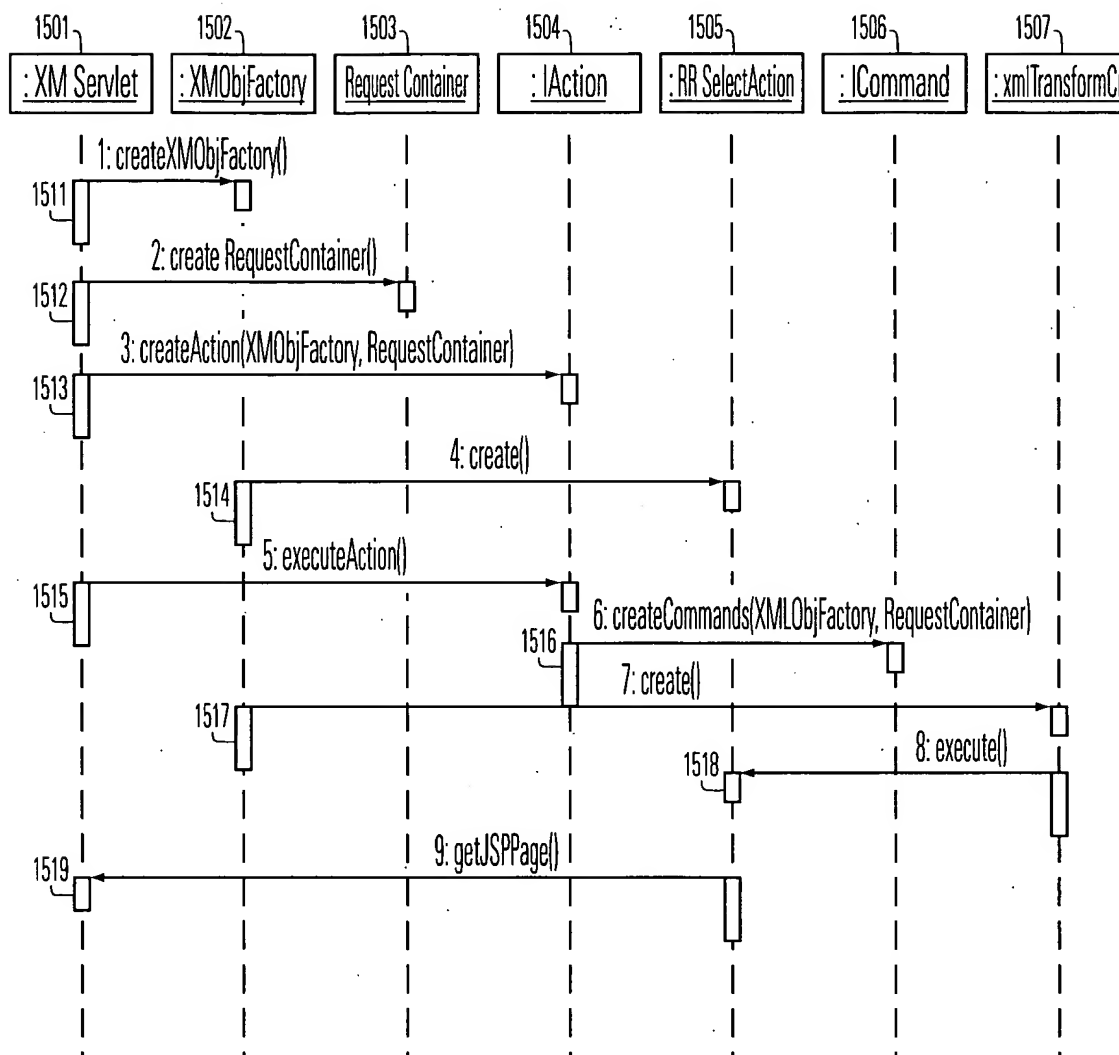 1501 1502 1503 1504 1505 1506 1507
: XM Servlet : XMObjFactory Request Container : IAction : RR SelectAction : ICommand : xmlTransformC
1: createXMObjFactory()
1511
2: create RequestContainer()
1512
3: createAction(XMObjFactory, RequestContainer)
1513
4: create()
1514
5: executeAction()
1515
6: createCommands(XMLObjFactory, RequestContainer)
1516
7: create()
1517
8: execute()
1518
9: getJSPPage()
1519